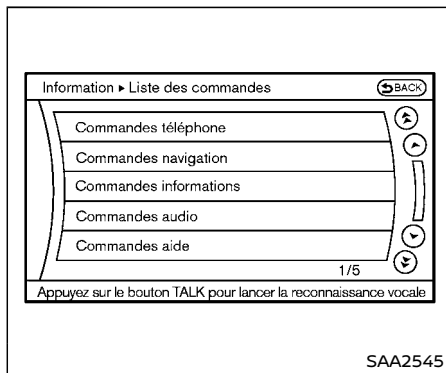 Information ▸ Liste des commandes
BACK
Commandes téléphone
Commandes navigation
Commandes informations
Commandes audio
Commandes aide
1/5
Appuyez sur le bouton TALK pour lancer la reconnaissance vocale
SAA2545